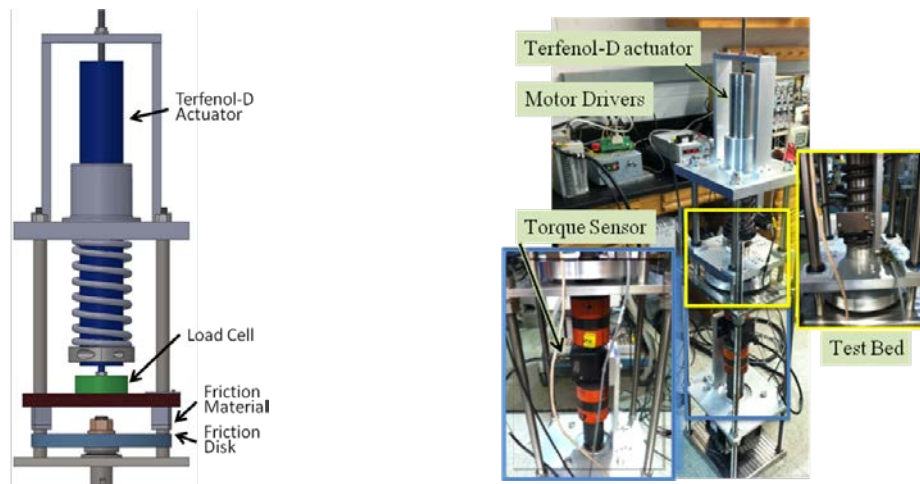 Terfenol-D
Actuator
Load Cell
Friction
Material
Friction
Disk
Terfenol-D actuator
Motor Drivers
Torque Sensor
Test Bed